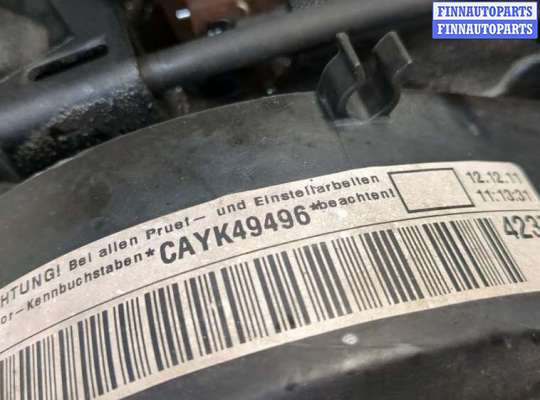 FINNAUTOPARTS
FINNAUTOPARTS
FINNAUTOPARTS
HTUNG! Bei allen Pruef- und Einstellarbeiten
or-Kennbuchstaben *CAYK49496* beachten!
12.12.11
11:13:31
423